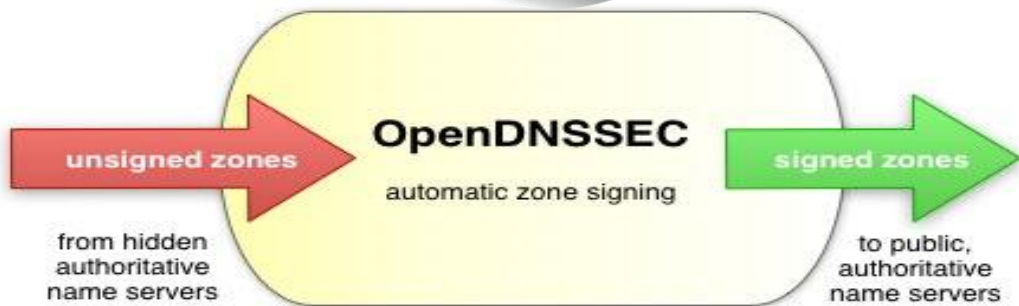 OpenDNSSEC
unsigned zones
signed zones
automatic zone signing
from hidden
authoritative
name servers
to public,
authoritative
name servers